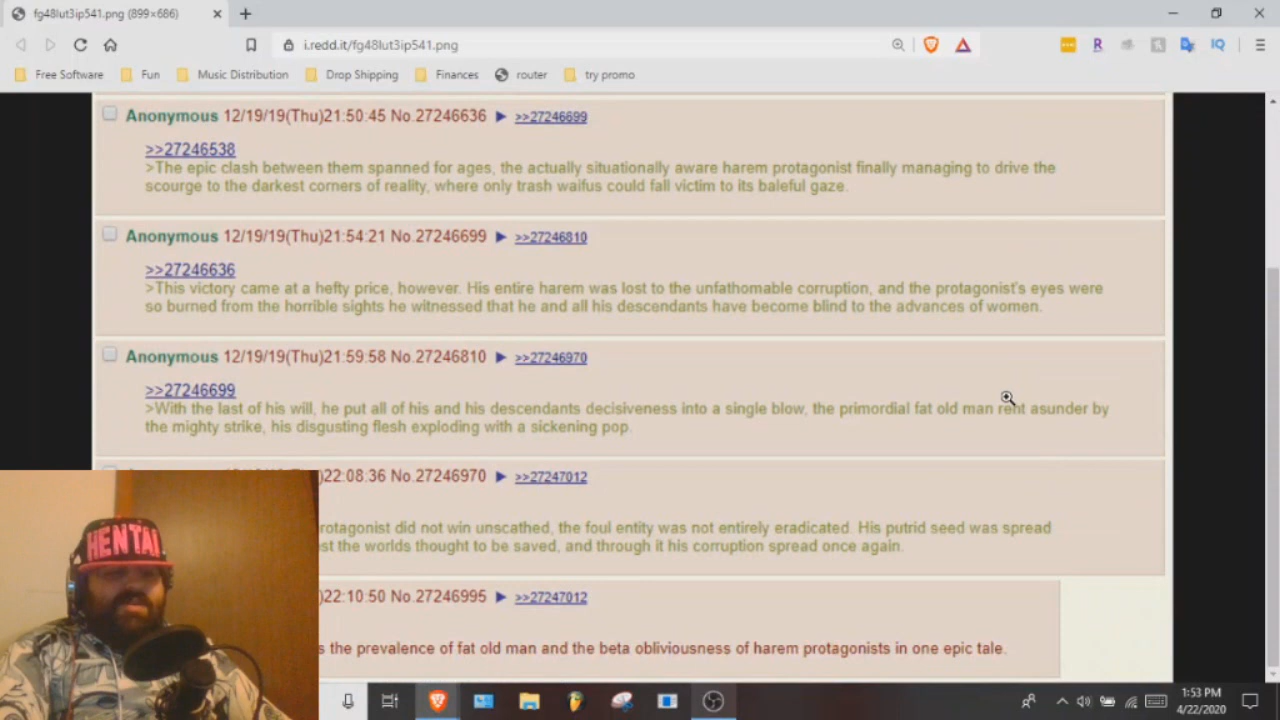 fg48lut3ip541.png (899×686)
i.redd.it/fg48lut3ip541.png
Free Software Fun Music Distribution Drop Shipping Finances router try promo
Anonymous 12/19/19(Thu)21:50:45 No.27246636 ▶ >>27246699
>>27246538
>The epic clash between them spanned for ages, the actually situationally aware harem protagonist finally managing to drive the
scourge to the darkest corners of reality, where only trash waifus could fall victim to its baleful gaze.
Anonymous 12/19/19(Thu)21:54:21 No.27246699 ▶ >>27246810
>>27246636
>This victory came at a hefty price, however. His entire harem was lost to the unfathomable corruption, and the protagonist's eyes were
so burned from the horrible sights he witnessed that he and all his descendants have become blind to the advances of women.
Anonymous 12/19/19(Thu)21:59:58 No.27246810 ▶ >>27246970
>>27246699
>With the last of his will, he put all of his and his descendants decisiveness into a single blow, the primordial fat old man rent asunder by
the mighty strike, his disgusting flesh exploding with a sickening pop.
22:08:36 No.27246970 ▶ >>27247012
rotagonist did not win unscathed, the foul entity was not entirely eradicated. His putrid seed was spread
st the worlds thought to be saved, and through it his corruption spread once again.
22:10:50 No.27246995 ▶ >>27247012
s the prevalence of fat old man and the beta obliviousness of harem protagonists in one epic tale.
HENTAI
1:53 PM
4/22/2020